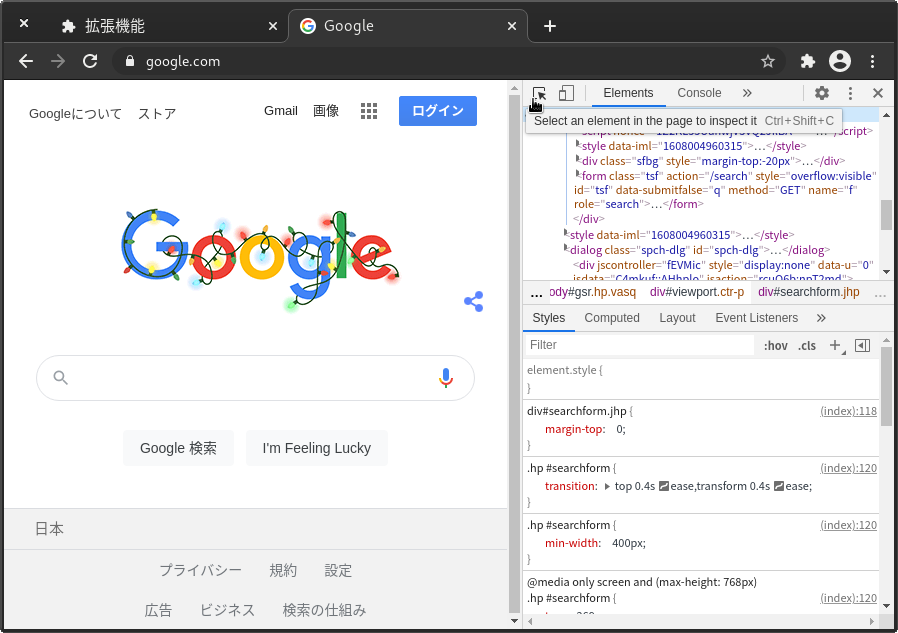 拡張機能
Google
google.com
Googleについて ストア Gmail 画像 ログイン
Google
Google 検索 I'm Feeling Lucky
日本
プライバシー 規約 設定
広告 ビジネス 検索の仕組み
Elements Console
Select an element in the page to inspect it Ctrl+Shift+C
<style data-iml="1608004960315">…</style>
<div class="sfbg" style="margin-top:-20px">…</div>
<form class="tsf" action="/search" style="overflow:visible"
id="tsf" data-submitfalse="q" method="GET" name="f"
role="search">…</form>
</div>
<style data-iml="1608004960315">…</style>
<dialog class="spch-dlg" id="spch-dlg">…</dialog>
<div jscontroller="fEVMic" style="display:none" data-u="0"
... ody#gsr.hp.vasq div#viewport.ctr-p div#searchform.jhp ...
Styles Computed Layout Event Listeners
Filter :hov .cls
element.style {
}
div#searchform.jhp { (index):118
margin-top: 0;
}
.hp #searchform { (index):120
transition: top 0.4s ease,transform 0.4s ease;
}
.hp #searchform { (index):120
min-width: 400px;
}
@media only screen and (max-height: 768px)
.hp #searchform { (index):120